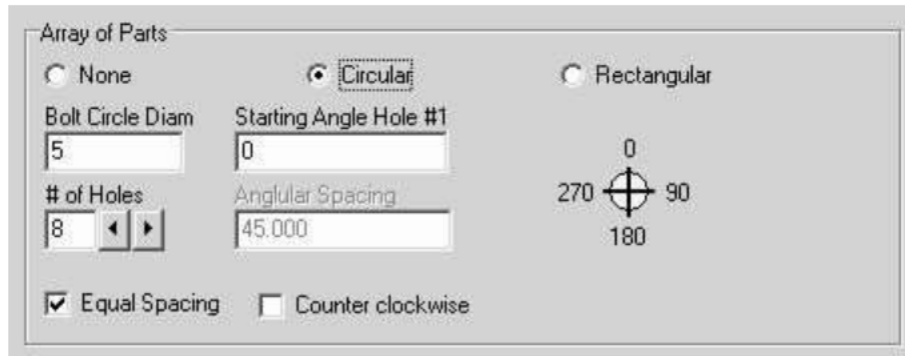 Array of Parts
None Circular Rectangular
Bolt Circle Diam Starting Angle Hole #1
5 0
0
# of Holes Anglular Spacing
270 90
8 45.000
180
Equal Spacing Counter clockwise